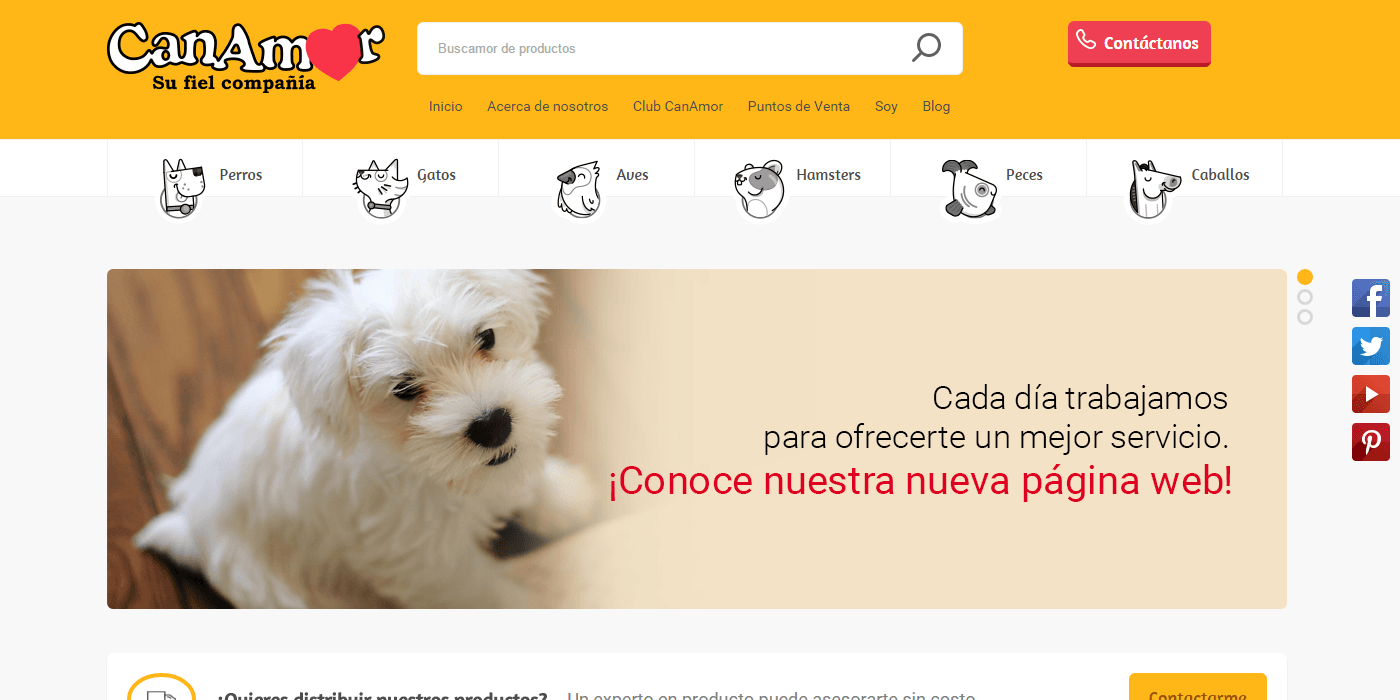 CanAmor
Su fiel compañía
Buscamor de productos
Contáctanos
Inicio Acerca de nosotros Club CanAmor Puntos de Venta Soy Blog
Perros Gatos Aves Hamsters Peces Caballos
Cada día trabajamos
para ofrecerte un mejor servicio.
¡Conoce nuestra nueva página web!
¿Quieres distribuir nuestros productos? Un experto en producto puede asesorarte sin costo Contactarme